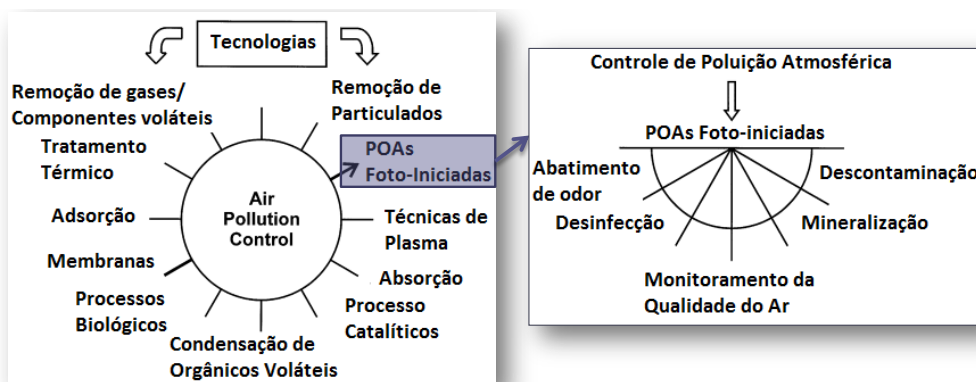 Tecnologias
Remoção de gases/
Componentes voláteis
Remoção de
Particulados
Tratamento
Térmico
POAs
Foto-Iniciadas
Adsorção
Air
Pollution
Control
Técnicas de
Plasma
Membranas
Absorção
Processos
Biológicos
Processo
Catalíticos
Condensação de
Orgânicos Voláteis
Controle de Poluição Atmosférica
POAs Foto-iniciadas
Abatimento
de odor
Descontaminação
Desinfecção
Mineralização
Monitoramento da
Qualidade do Ar